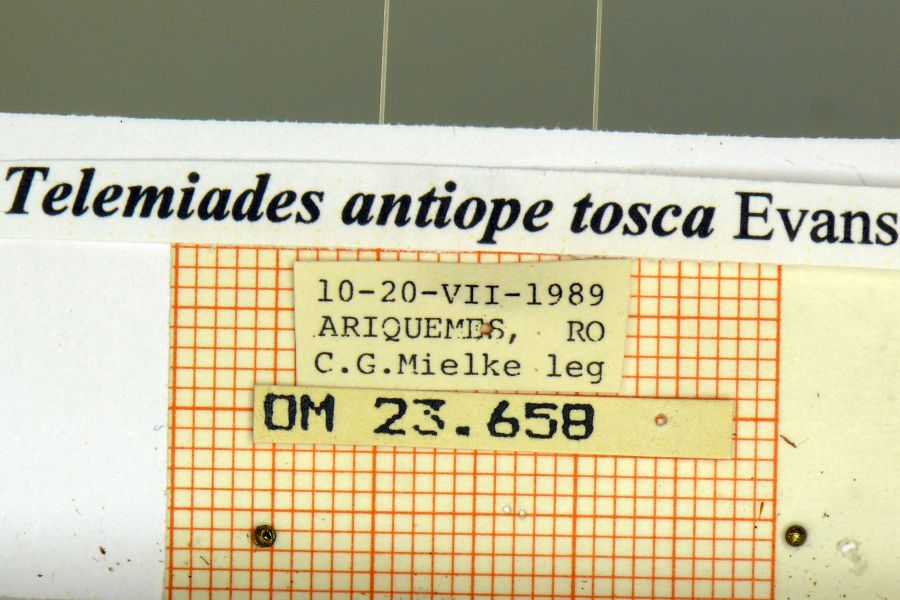 Telemiades antiope tosca Evans
10-20-VII-1989
ARIQUEMES, RO
C.G.Mielke leg
OM 23.658